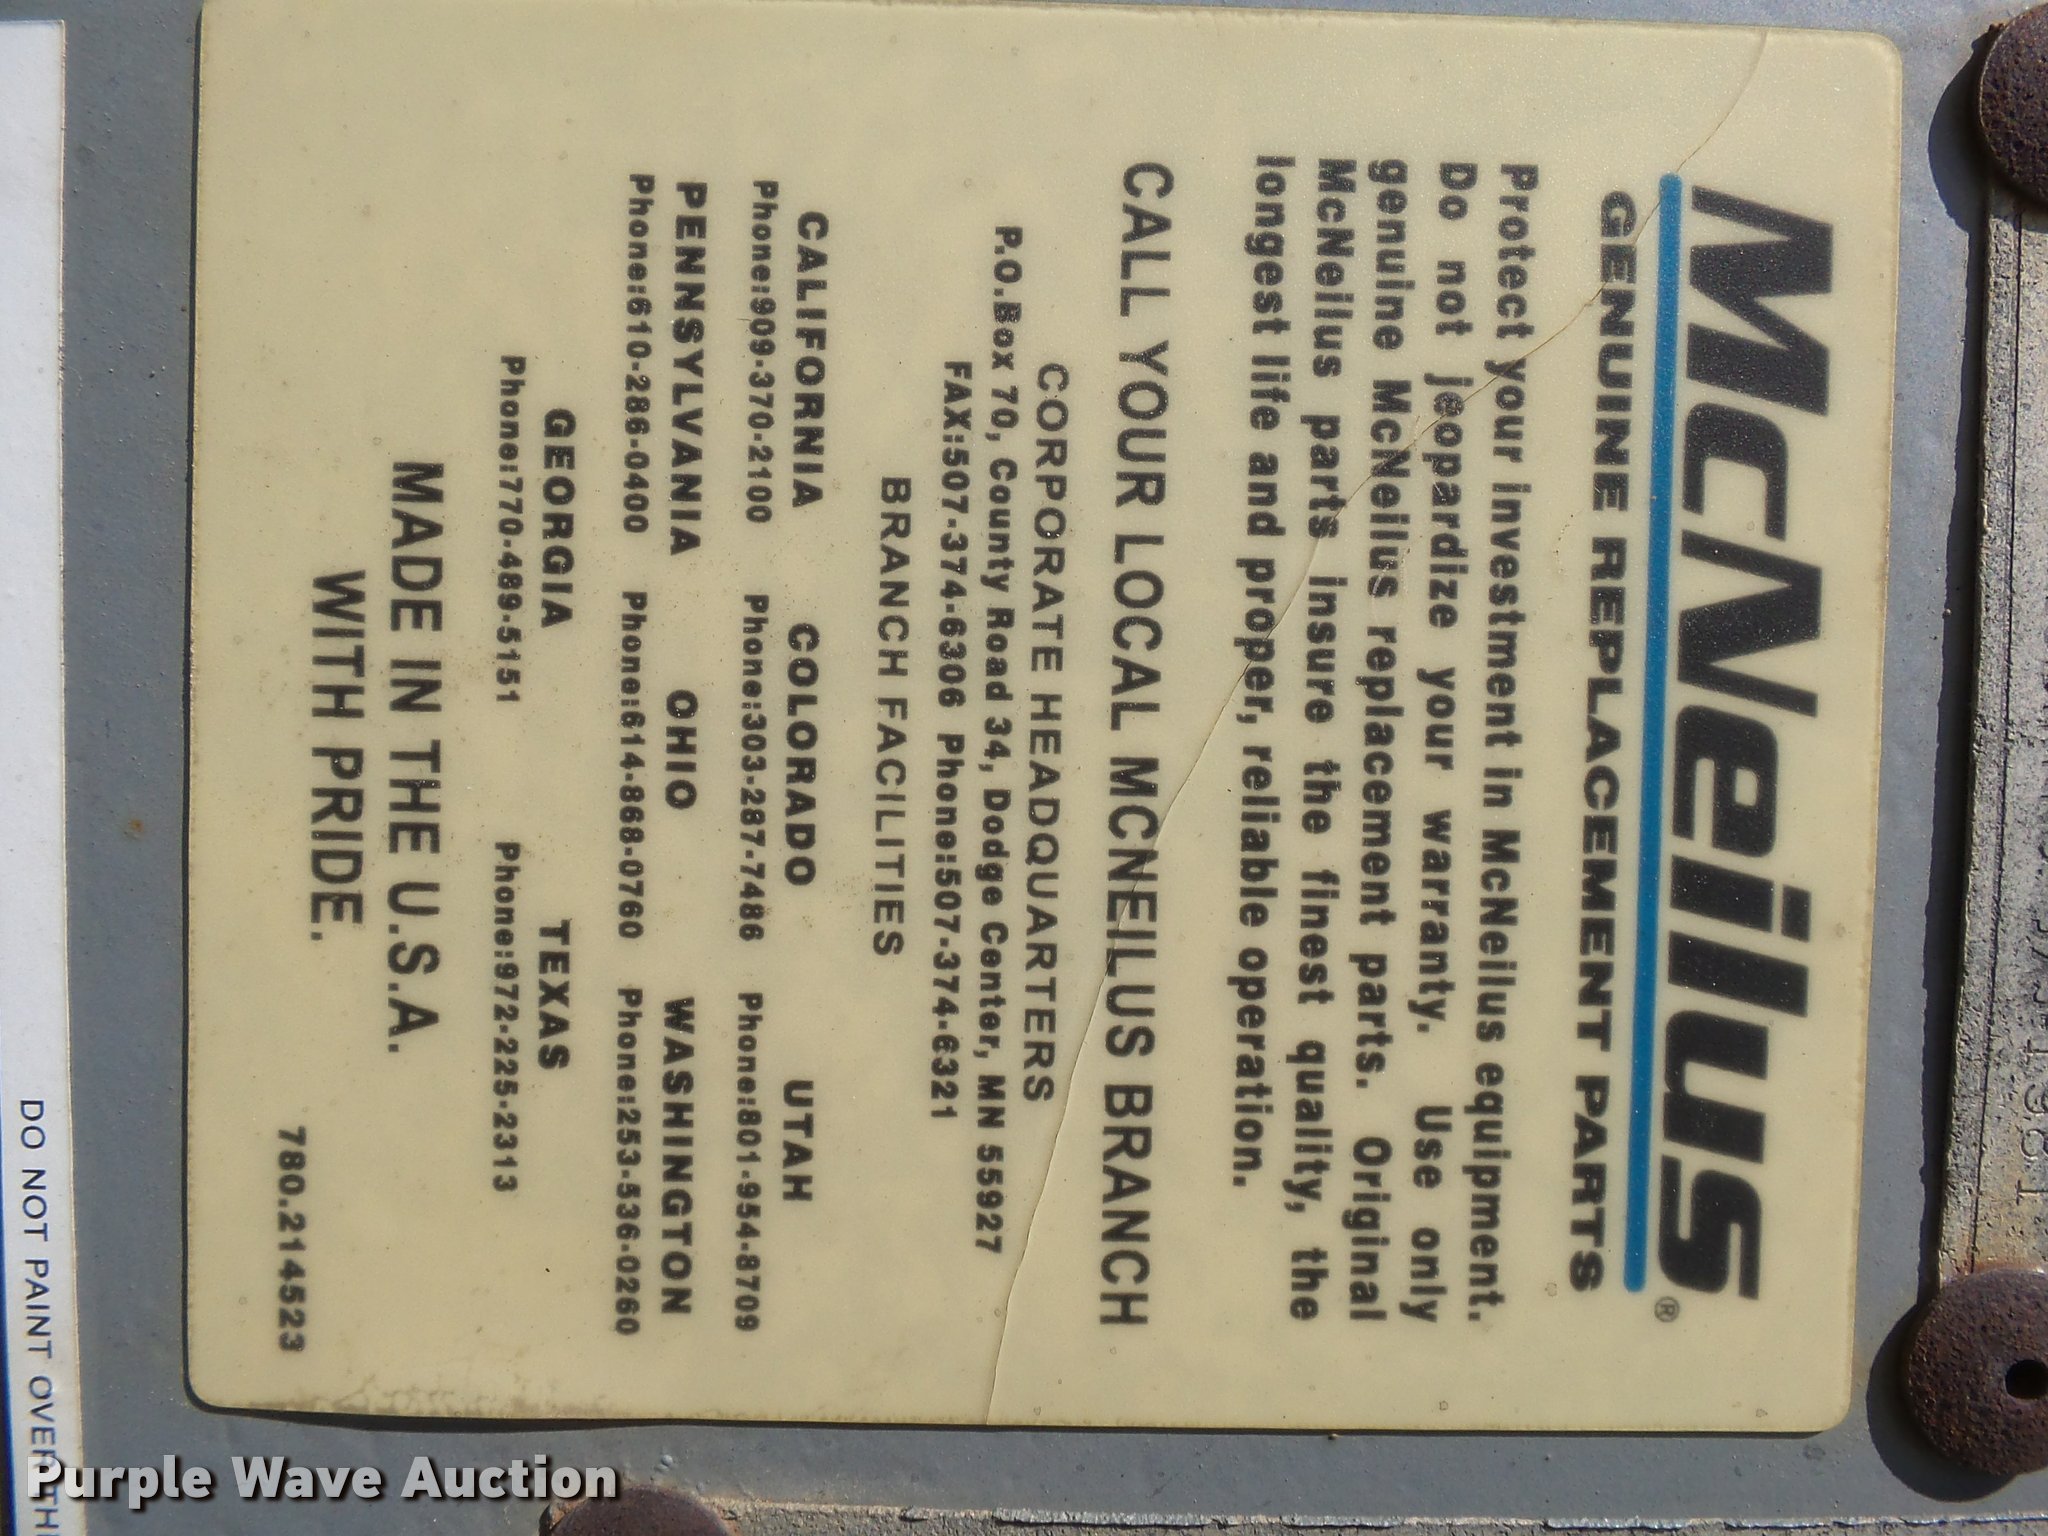 McNeilus®
GENUINE REPLACEMENT PARTS
Protect your investment in McNeilus equipment.
Do not jeopardize your warranty. Use only
genuine McNeilus replacement parts. Original
McNeilus parts insure the finest quality, the
longest life and proper, reliable operation.
CALL YOUR LOCAL MCNEILUS BRANCH
CORPORATE HEADQUARTERS
P.O.Box 70, County Road 34, Dodge Center, MN 55927
FAX:507-374-6306 Phone:507-374-6321
BRANCH FACILITIES
CALIFORNIA COLORADO UTAH
Phone:909-370-2100 Phone:303-287-7486 Phone:801-954-8709
PENNSYLVANIA OHIO WASHINGTON
Phone:610-286-0400 Phone:614-868-0760 Phone:253-536-0260
GEORGIA TEXAS
Phone:770-489-5151 Phone:972-225-2313
MADE IN THE U.S.A.
WITH PRIDE.
780.214523
DO NOT PAINT OVER
Purple Wave Auction